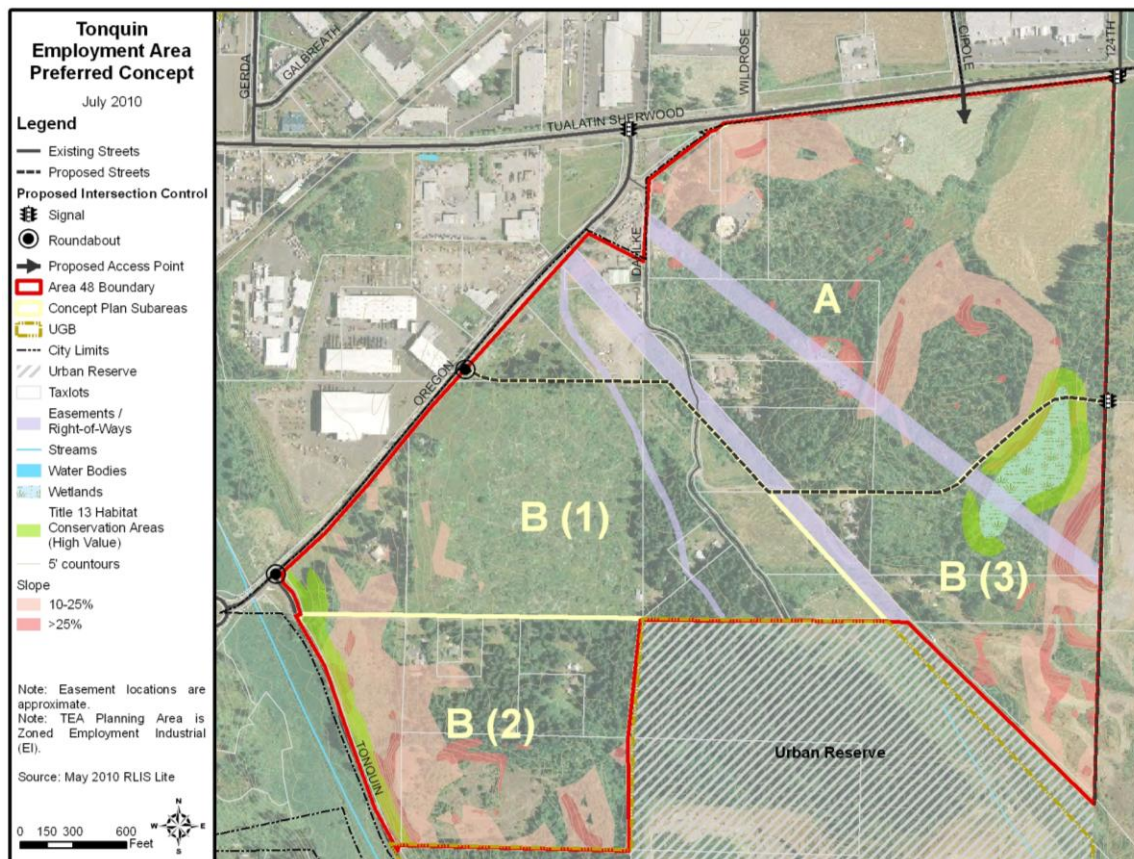 Tonquin
Employment Area
Preferred Concept
July 2010
Legend
Existing Streets
Proposed Streets
Proposed Intersection Control
Signal
Roundabout
Proposed Access Point
Area 48 Boundary
Concept Plan Subareas
UGB
City Limits
Urban Reserve
Taxlots
Easements /
Right-of-Ways
Streams
Water Bodies
Wetlands
Title 13 Habitat
Conservation Areas
(High Value)
5' countours
Slope
10-25%
>25%
Note: Easement locations are
approximate.
Note: TEA Planning Area is
Zoned Employment Industrial
(EI).
Source: May 2010 RLIS Lite
N
W E
S
0 150 300 600
Feet
GERDA
GALBREATH
TUALATIN SHERWOOD
WILDROSE
CIPOLE
124TH
DAHLKE
OREGON
A
B (1)
B (3)
B (2)
TONQUIN
Urban Reserve